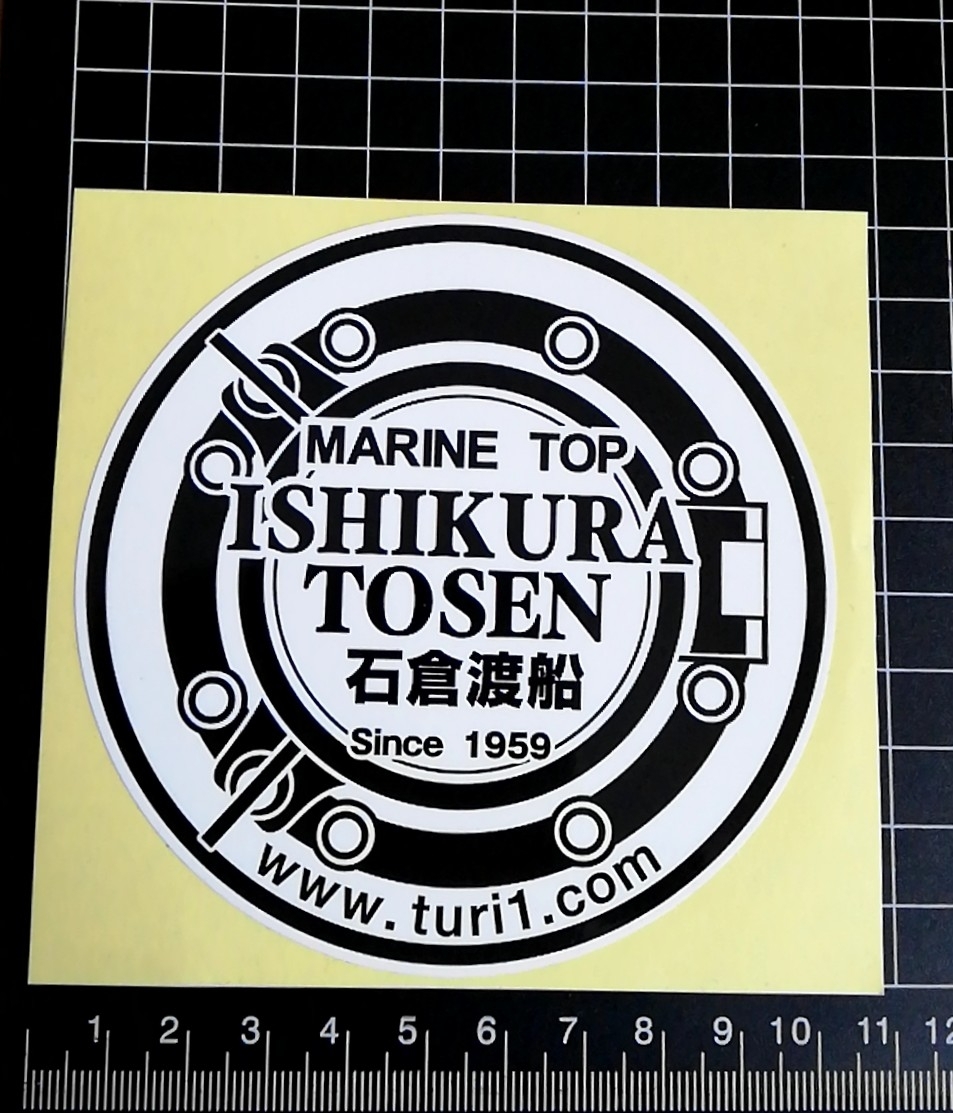 MARINE TOP
ISHIKURA
TOSEN
石倉渡船
Since 1959
www.turi1.com
1 2 3 4 5 6 7 8 9 10 11 12